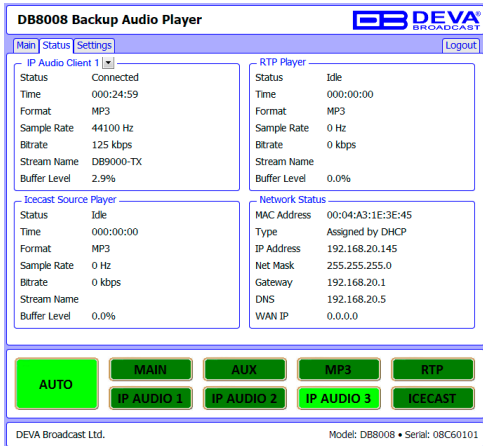 DB8008 Backup Audio Player
DEVA
BROADCAST
Main Status Settings Logout
IP Audio Client 1
Status Connected
Time 000:24:59
Format MP3
Sample Rate 44100 Hz
Bitrate 125 kbps
Stream Name DB9000-TX
Buffer Level 2.9%
RTP Player
Status Idle
Time 000:00:00
Format MP3
Sample Rate 0 Hz
Bitrate 0 kbps
Stream Name
Buffer Level 0.0%
Icecast Source Player
Status Idle
Time 000:00:00
Format MP3
Sample Rate 0 Hz
Bitrate 0 kbps
Stream Name
Buffer Level 0.0%
Network Status
MAC Address 00:04:A3:1E:3E:45
Type Assigned by DHCP
IP Address 192.168.20.145
Net Mask 255.255.255.0
Gateway 192.168.20.1
DNS 192.168.20.5
WAN IP 0.0.0.0
AUTO
MAIN AUX MP3 RTP
IP AUDIO 1 IP AUDIO 2 IP AUDIO 3 ICECAST
DEVA Broadcast Ltd. Model: DB8008 • Serial: 08C60101